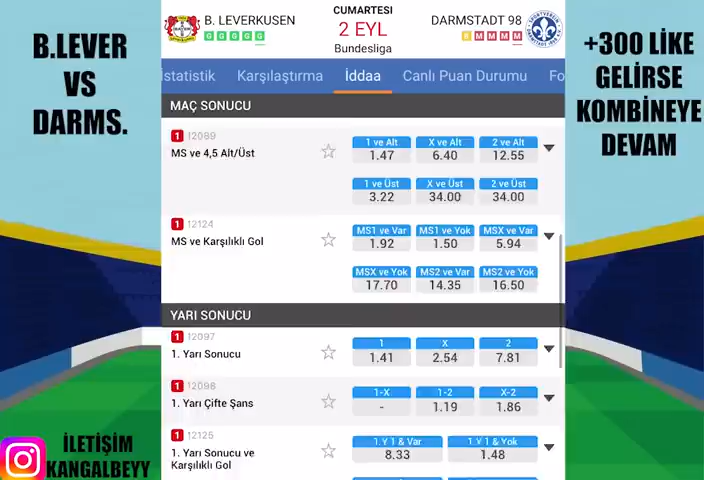 B.LEVER
VS
DARMS.
B. LEVERKUSEN
G G G G G
CUMARTESİ
2 EYL
Bundesliga
DARMSTADT 98
B M M M M
+300 LİKE
GELİRSE
KOMBİNEYE
DEVAM
İstatistik Karşılaştırma İddaa Canlı Puan Durumu Fo
MAÇ SONUCU
1 12089
MS ve 4,5 Alt/Üst
1 ve Alt X ve Alt 2 ve Alt
1.47 6.40 12.55
1 ve Üst X ve Üst 2 ve Üst
3.22 34.00 34.00
1 12124
MS ve Karşılıklı Gol
MS1 ve Var MS1 ve Yok MSX ve Var
1.92 1.50 5.94
MSX ve Yok MS2 ve Var MS2 ve Yok
17.70 14.35 16.50
YARI SONUCU
1 12097
1. Yarı Sonucu
1 X 2
1.41 2.54 7.81
1 12098
1. Yarı Çifte Şans
1-X 1-2 X-2
- 1.19 1.86
1 12125
1. Yarı Sonucu ve
Karşılıklı Gol
1.Y 1 & Var 1.Y 1 & Yok
8.33 1.48
İLETİŞİM
KANGALBEYY